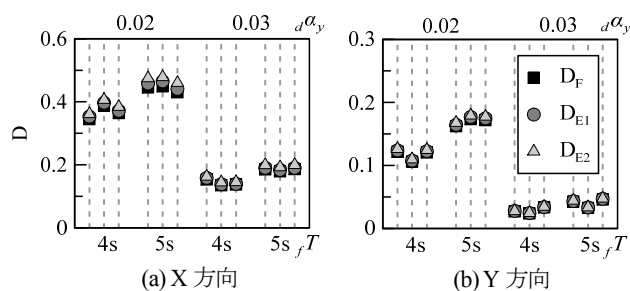 0.02 0.03 dαy
0.6
0.4
0.2
0
D
4s 5s 4s 5s fT
(a) X 方向
0.02 0.03 dαy
0.3
0.2
0.1
0
DF
DE1
DE2
4s 5s 4s 5s fT
(b) Y 方向